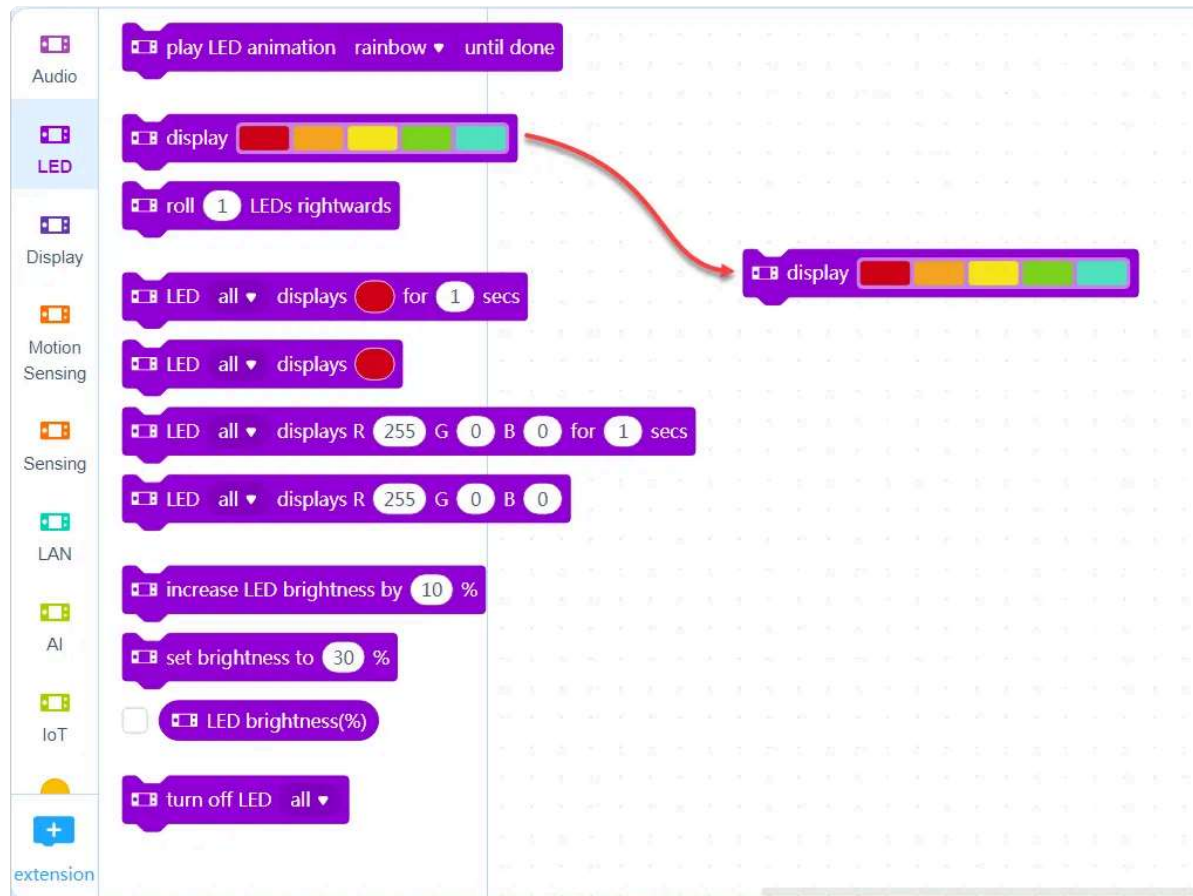 Audio
LED
Display
Motion
Sensing
Sensing
LAN
AI
IoT
+
extension
play LED animation rainbow ▾ until done
display
roll 1 LEDs rightwards
LED all ▾ displays for 1 secs
LED all ▾ displays
LED all ▾ displays R 255 G 0 B 0 for 1 secs
LED all ▾ displays R 255 G 0 B 0
increase LED brightness by 10 %
set brightness to 30 %
LED brightness(%)
turn off LED all ▾
display